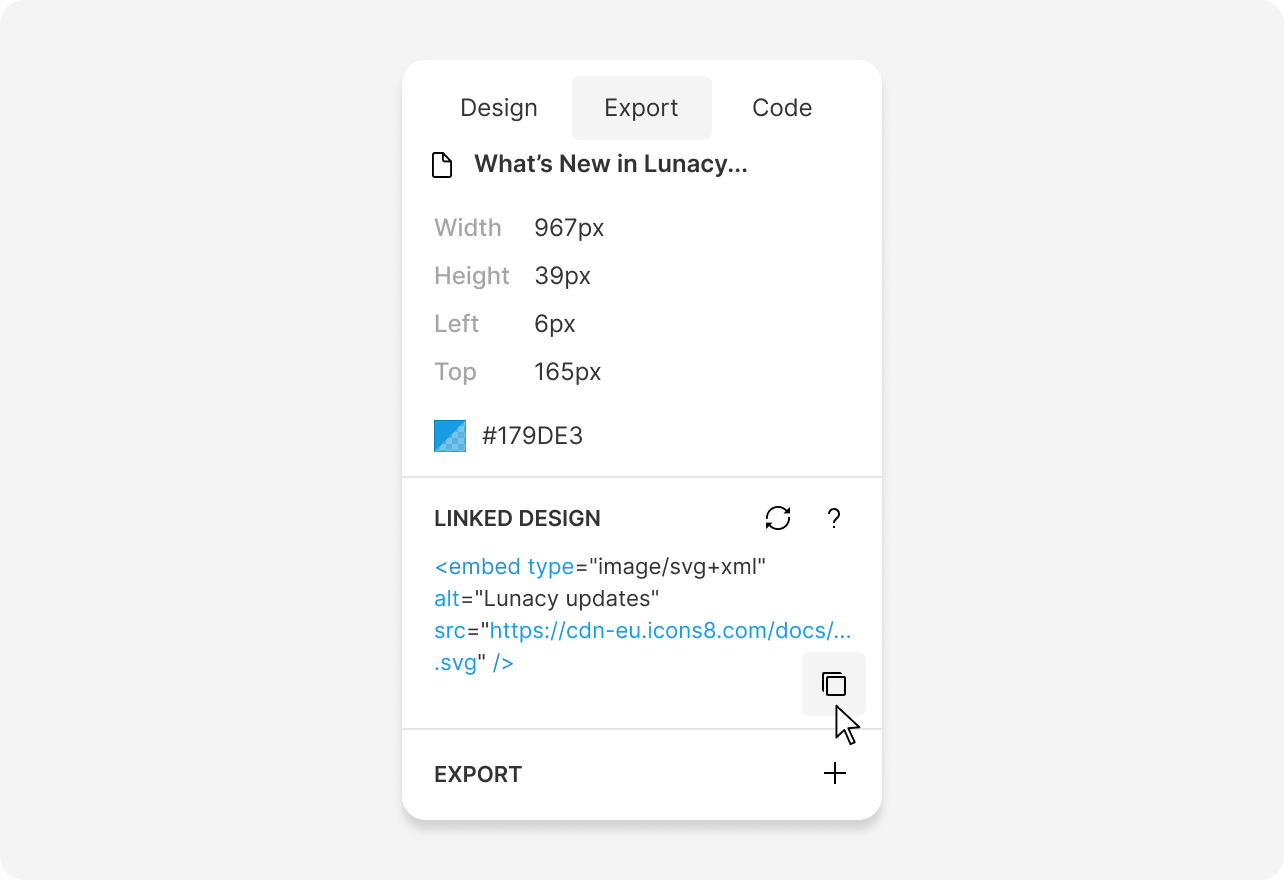 Design Export Code
What’s New in Lunacy...
Width 967px
Height 39px
Left 6px
Top 165px
#179DE3
LINKED DESIGN ?
<embed type="image/svg+xml"
alt="Lunacy updates"
src="https://cdn-eu.icons8.com/docs/...
.svg" />
EXPORT